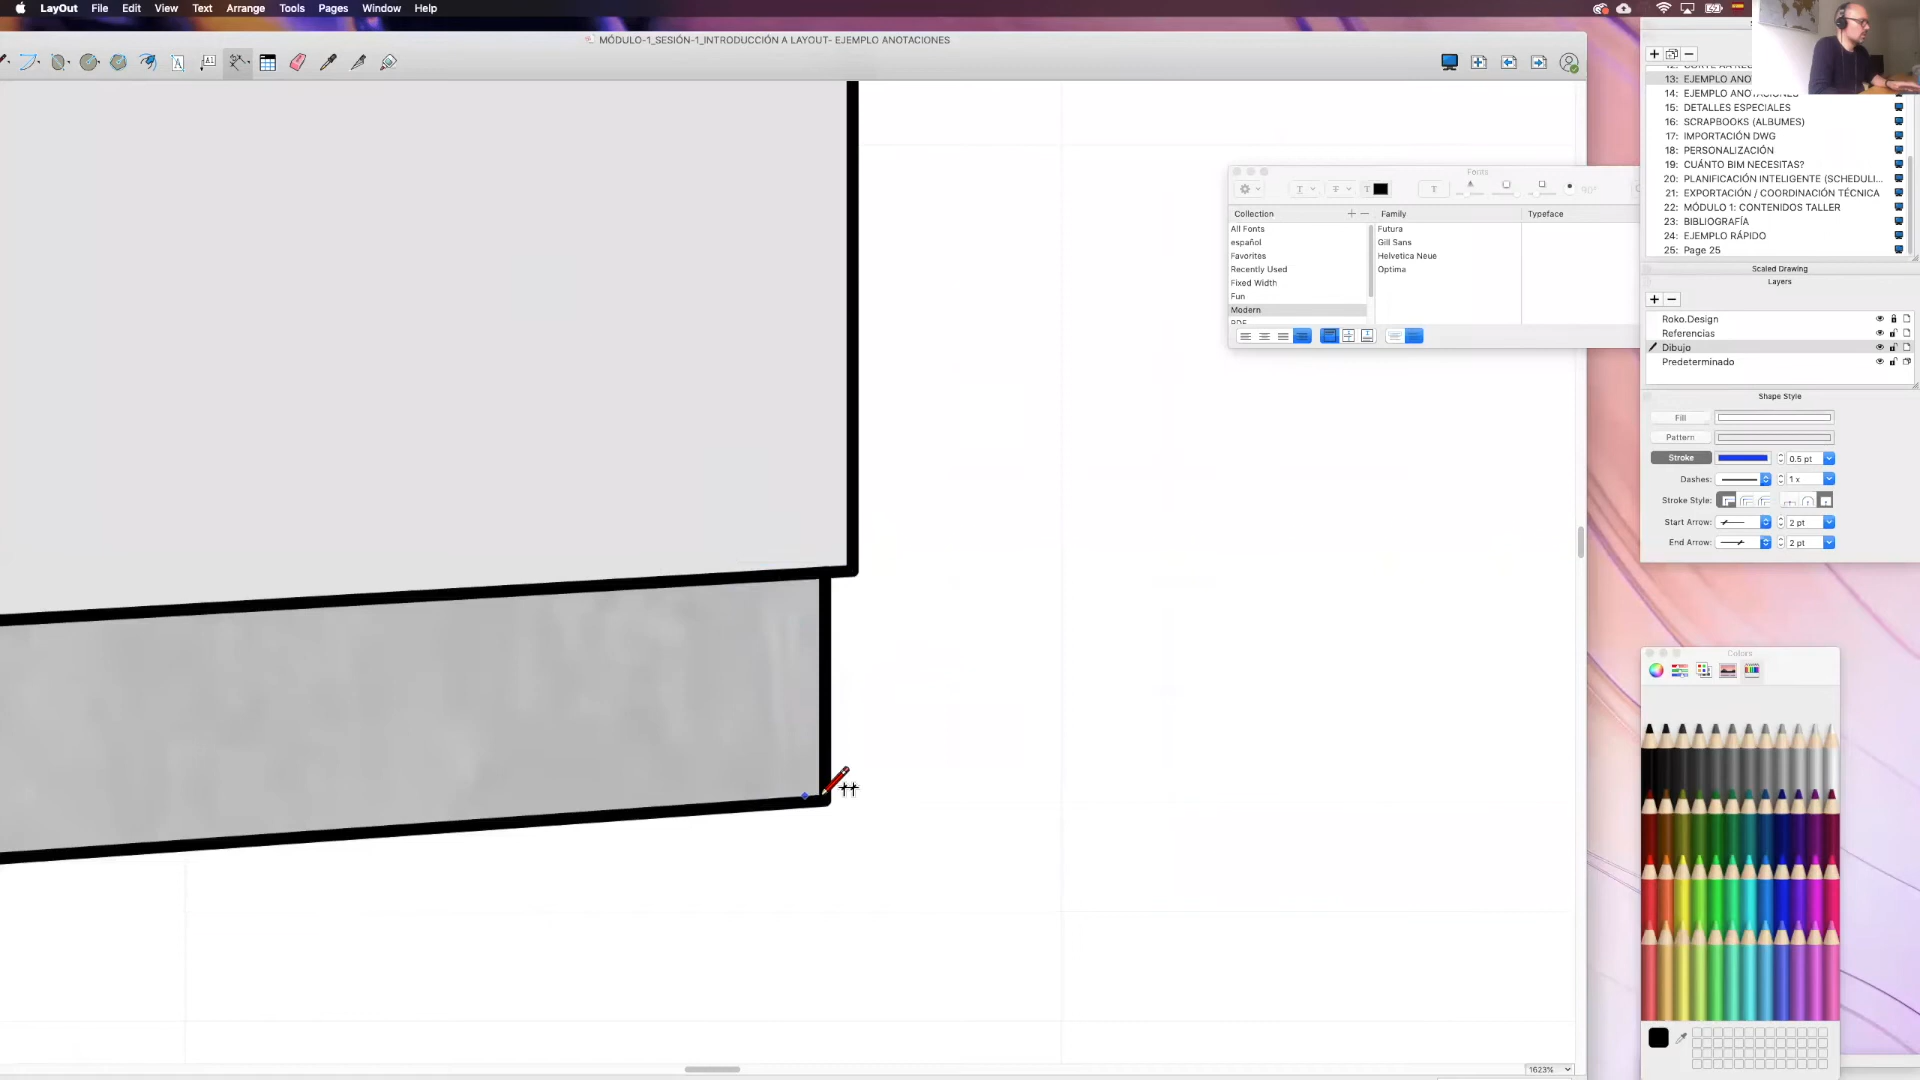 LayOut File Edit View Text Arrange Tools Pages Window Help
MÓDULO-1_SESIÓN-1_INTRODUCCIÓN A LAYOUT- EJEMPLO ANOTACIONES
13: EJEMPLO ANO
14: EJEMPLO ANOTACIONES
15: DETALLES ESPECIALES
16: SCRAPBOOKS (ALBUMES)
17: IMPORTACIÓN DWG
18: PERSONALIZACIÓN
19: CUÁNTO BIM NECESITAS?
20: PLANIFICACIÓN INTELIGENTE (SCHEDULI...
21: EXPORTACIÓN / COORDINACIÓN TÉCNICA
22: MÓDULO 1: CONTENIDOS TALLER
23: BIBLIOGRAFÍA
24: EJEMPLO RÁPIDO
25: Page 25
Scaled Drawing
Layers
Roko.Design
Referencias
Dibujo
Predeterminado
Shape Style
Fill
Pattern
Stroke 0.5 pt
Dashes: 1 x
Stroke Style:
Start Arrow: 2 pt
End Arrow: 2 pt
Fonts
90°
Collection Family Typeface
All Fonts Futura
español Gill Sans
Favorites Helvetica Neue
Recently Used Optima
Fixed Width
Fun
Modern
Colors
1623%